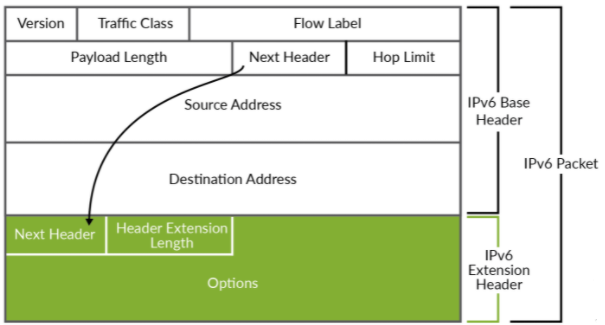 Version Traffic Class Flow Label
Payload Length Next Header Hop Limit
Source Address
Destination Address
Next Header Header Extension
Length
Options
IPv6 Base
Header
IPv6 Packet
IPv6
Extension
Header